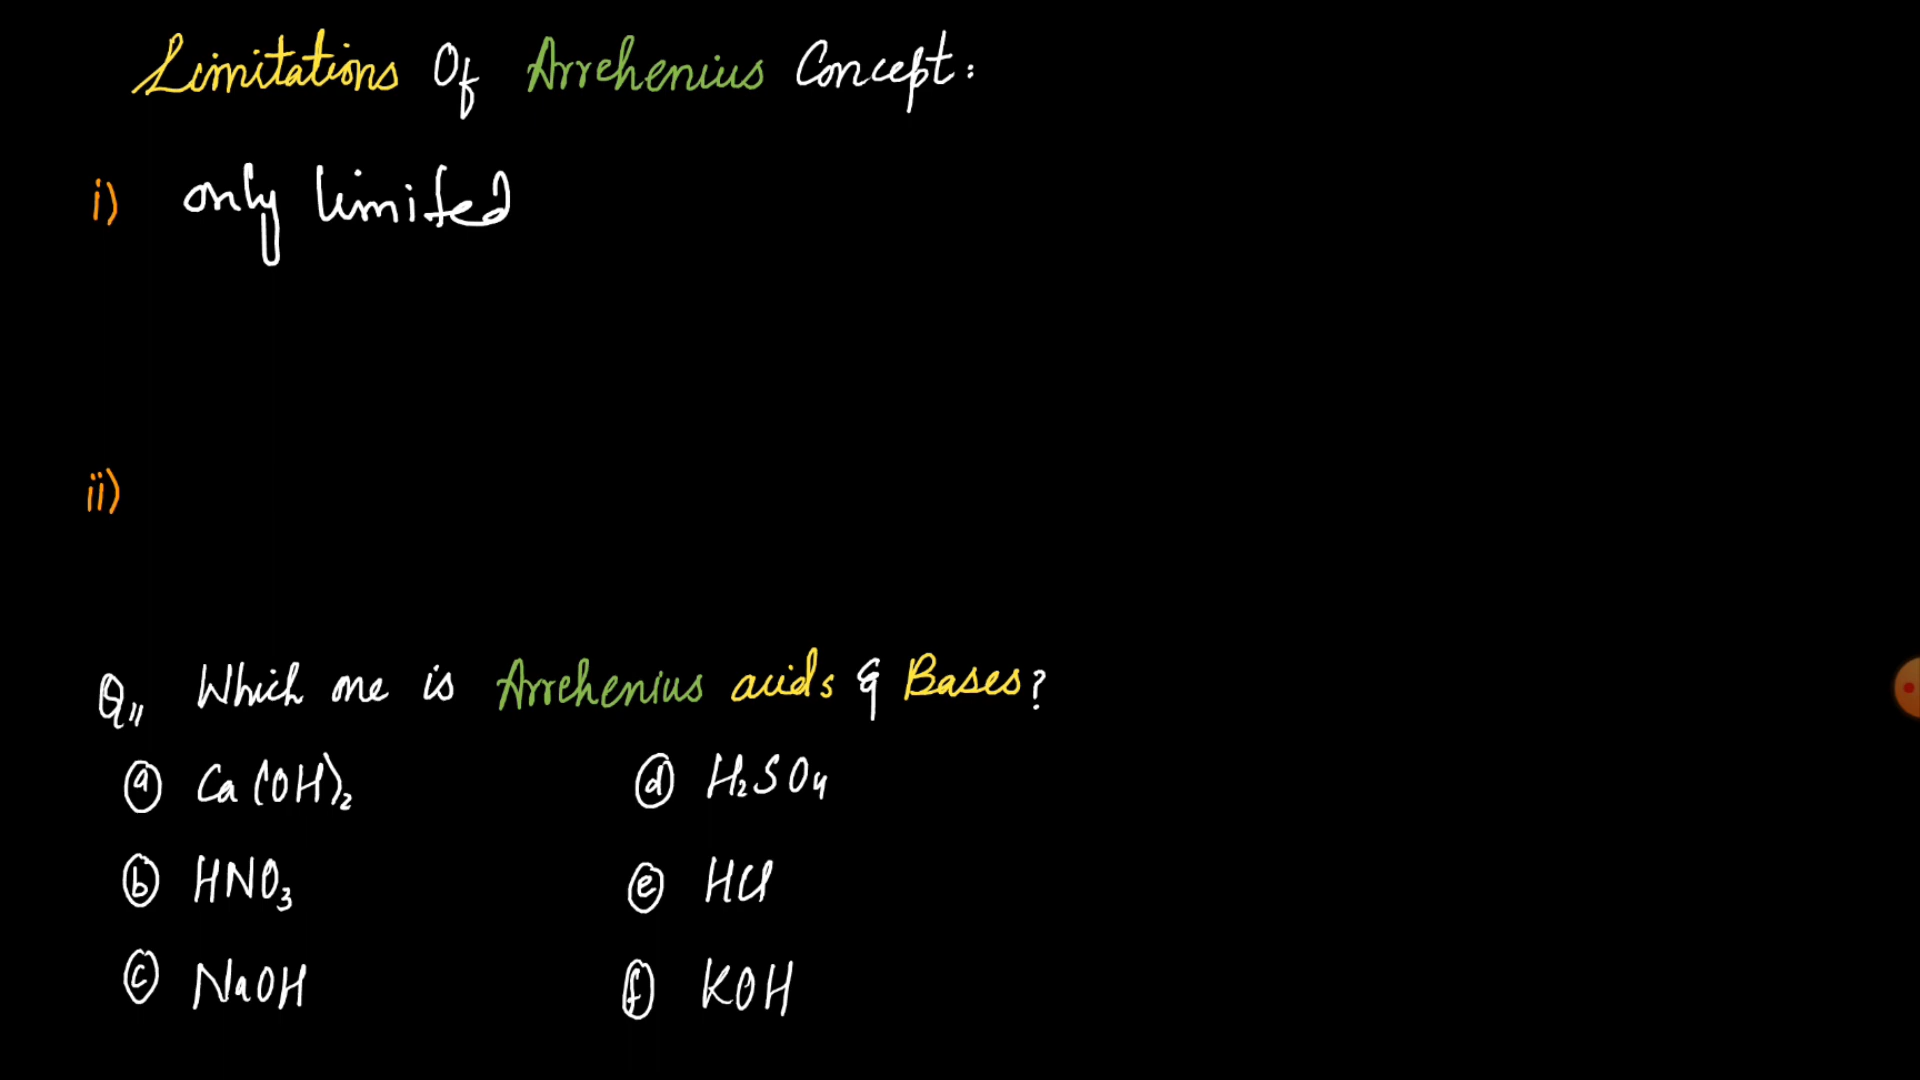 Limitations Of Arrehenius Concept:
i) only limited
ii)
Q,, Which one is Arrehenius acids & Bases?
(a) Ca(OH)₂ (d) H₂SO₄
(b) HNO₃ (e) HCl
(c) NaOH (f) KOH